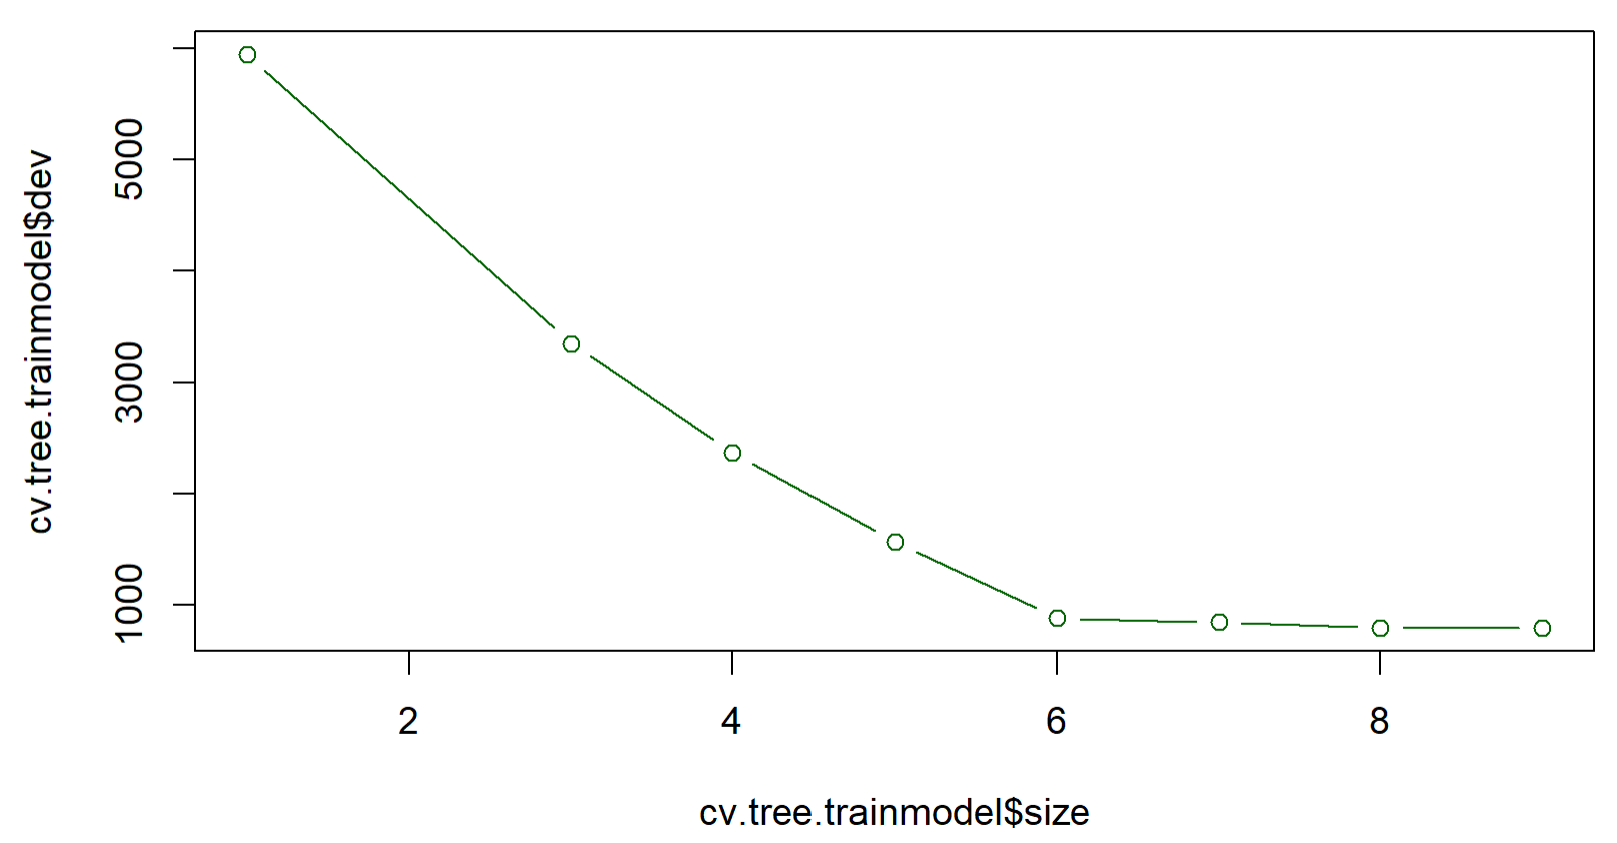 cv.tree.trainmodel$dev
5000
3000
1000
2 4 6 8
cv.tree.trainmodel$size